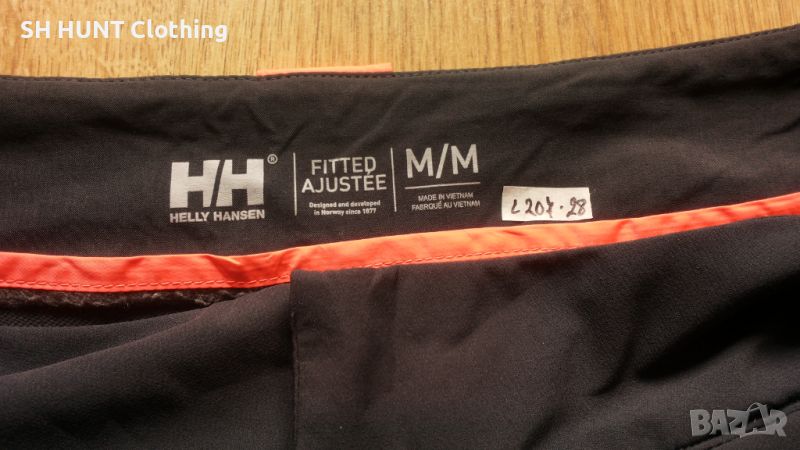 SH HUNT Clothing
HH®
HELLY HANSEN
FITTED
AJUSTÉE
Designed and developed
in Norway since 1877
M/M
MADE IN VIETNAM
FABRIQUÉ AU VIETNAM
L207.28
BAZAR